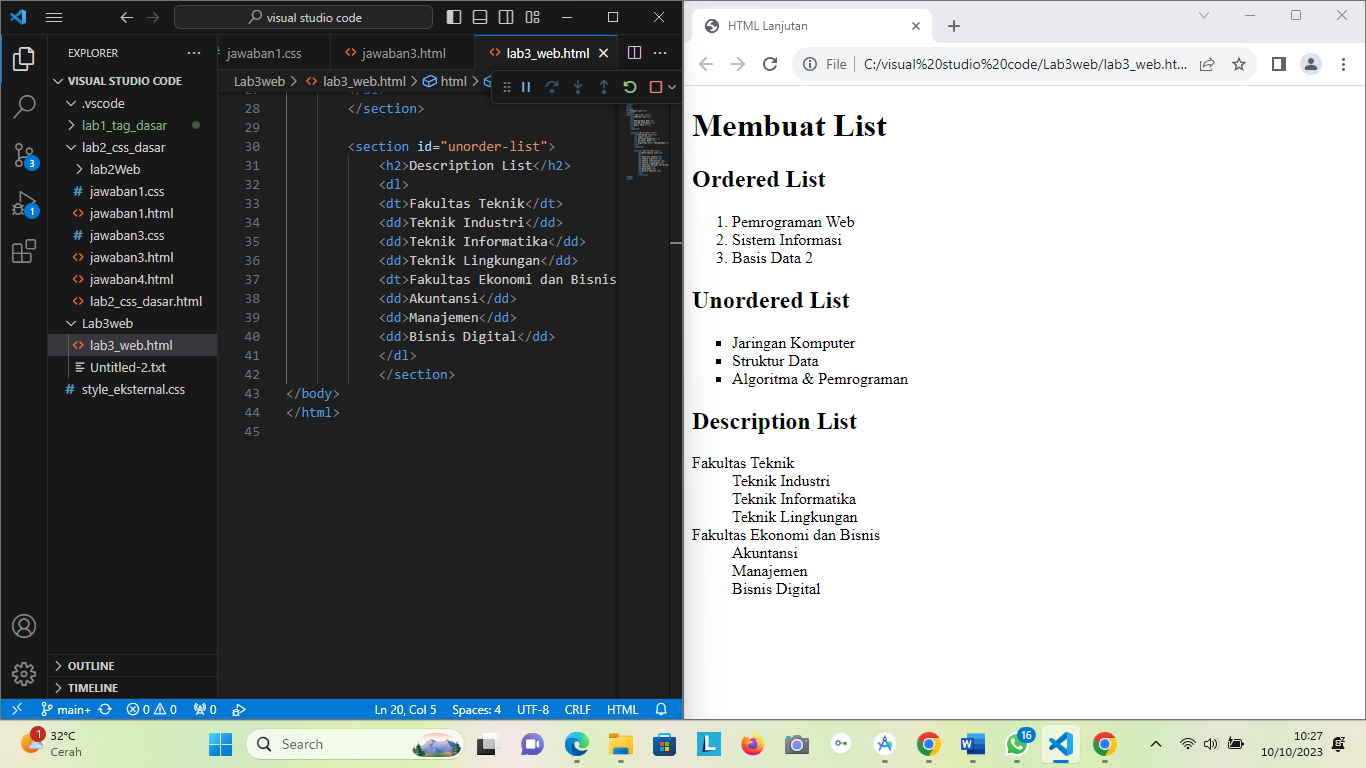 visual studio code
EXPLORER
VISUAL STUDIO CODE
.vscode
lab1_tag_dasar
lab2_css_dasar
lab2Web
jawaban1.css
jawaban1.html
jawaban3.css
jawaban3.html
jawaban4.html
lab2_css_dasar.html
Lab3web
lab3_web.html
Untitled-2.txt
style_eksternal.css
OUTLINE
TIMELINE
3
1
jawaban1.css
jawaban3.html
lab3_web.html
Lab3web > lab3_web.html > html >
28 </section>
29
30 <section id="unorder-list">
31 <h2>Description List</h2>
32 <dl>
33 <dt>Fakultas Teknik</dt>
34 <dd>Teknik Industri</dd>
35 <dd>Teknik Informatika</dd>
36 <dd>Teknik Lingkungan</dd>
37 <dt>Fakultas Ekonomi dan Bisnis
38 <dd>Akuntansi</dd>
39 <dd>Manajemen</dd>
40 <dd>Bisnis Digital</dd>
41 </dl>
42 </section>
43 </body>
44 </html>
45
main+ 0 0 0 Ln 20, Col 5 Spaces: 4 UTF-8 CRLF HTML
HTML Lanjutan
File | C:/visual%20studio%20code/Lab3web/lab3_web.ht...
Membuat List
Ordered List
1. Pemrograman Web
2. Sistem Informasi
3. Basis Data 2
Unordered List
Jaringan Komputer
Struktur Data
Algoritma & Pemrograman
Description List
Fakultas Teknik
Teknik Industri
Teknik Informatika
Teknik Lingkungan
Fakultas Ekonomi dan Bisnis
Akuntansi
Manajemen
Bisnis Digital
1
32°C
Cerah
Search
L
W
16
10:27
10/10/2023